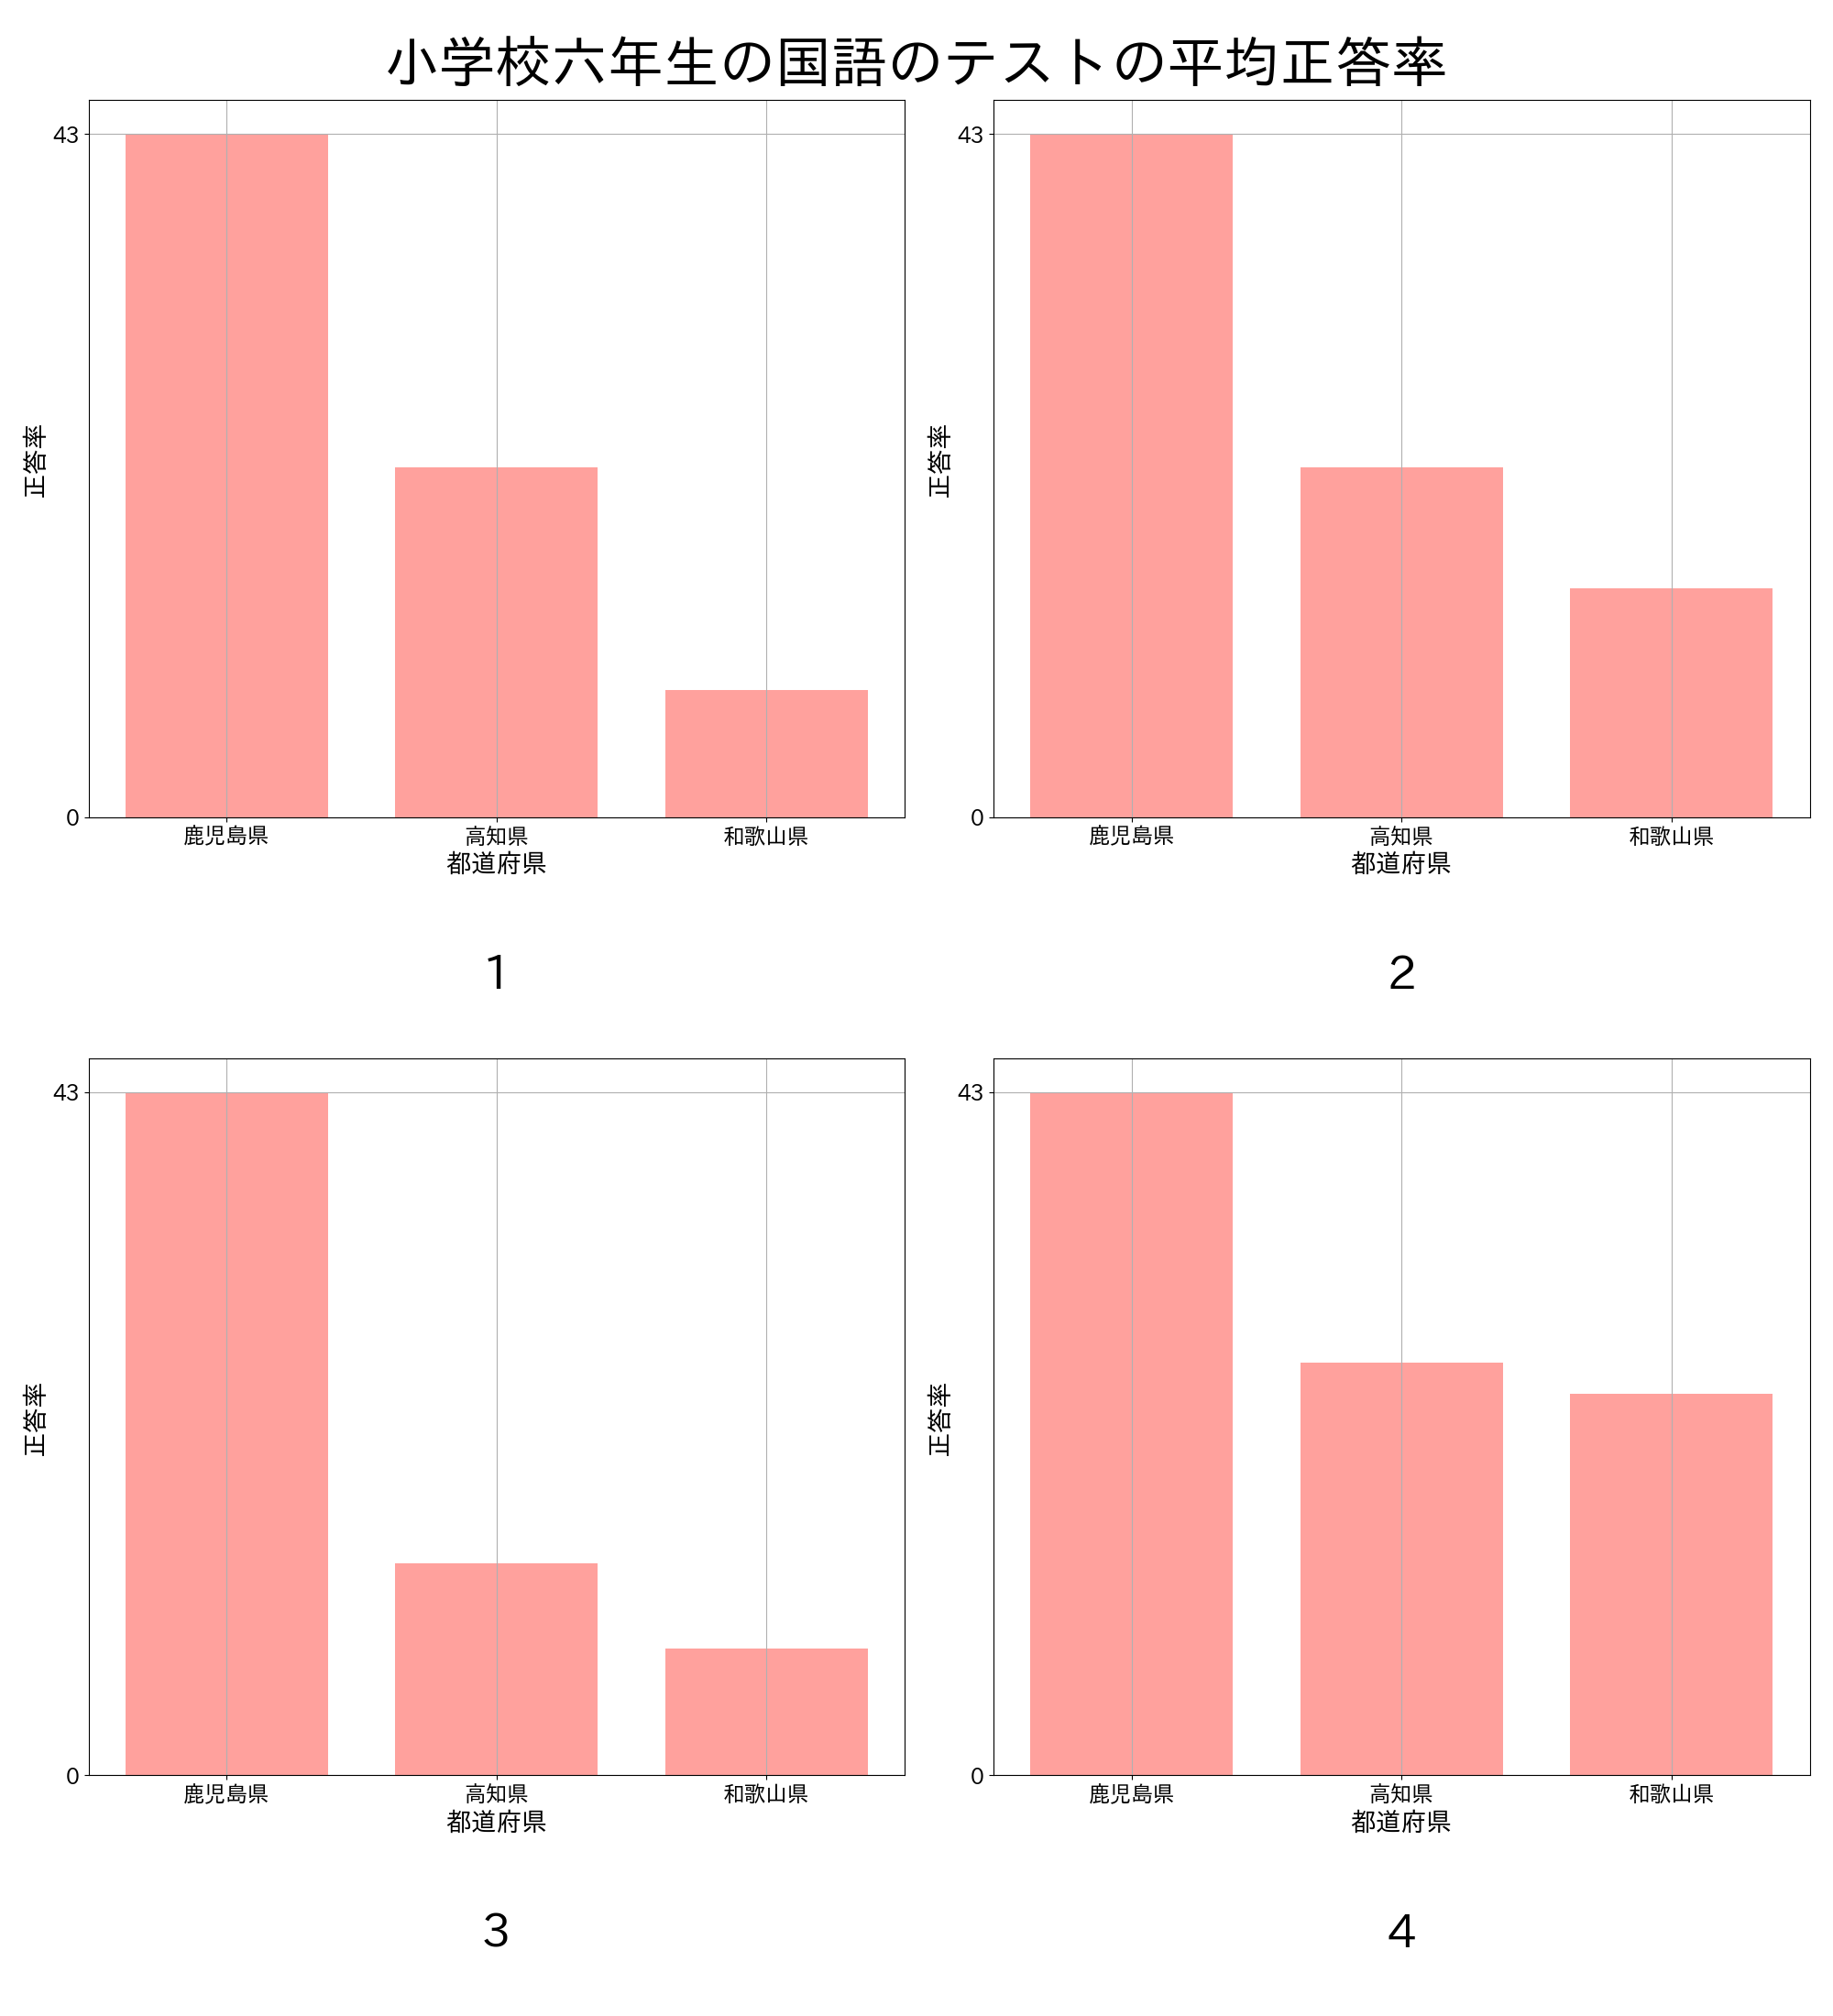 小学校六年生の国語のテストの平均正答率
43
正答率
0
鹿児島県 高知県 和歌山県
都道府県
1
43
正答率
0
鹿児島県 高知県 和歌山県
都道府県
2
43
正答率
0
鹿児島県 高知県 和歌山県
都道府県
3
43
正答率
0
鹿児島県 高知県 和歌山県
都道府県
4